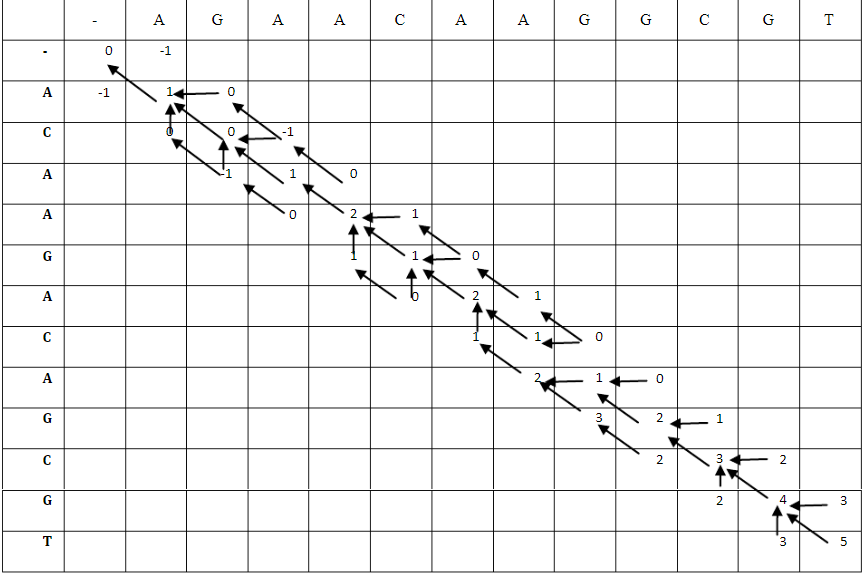 - A G A A C A A G G C G T
- 0 -1
A -1 1 0
C 0 0 -1
A -1 1 0
A 0 2 1
G 1 1 0
A 0 2 1
C 1 1 0
A 2 1 0
G 3 2 1
C 2 3 2
G 2 4 3
T 3 5